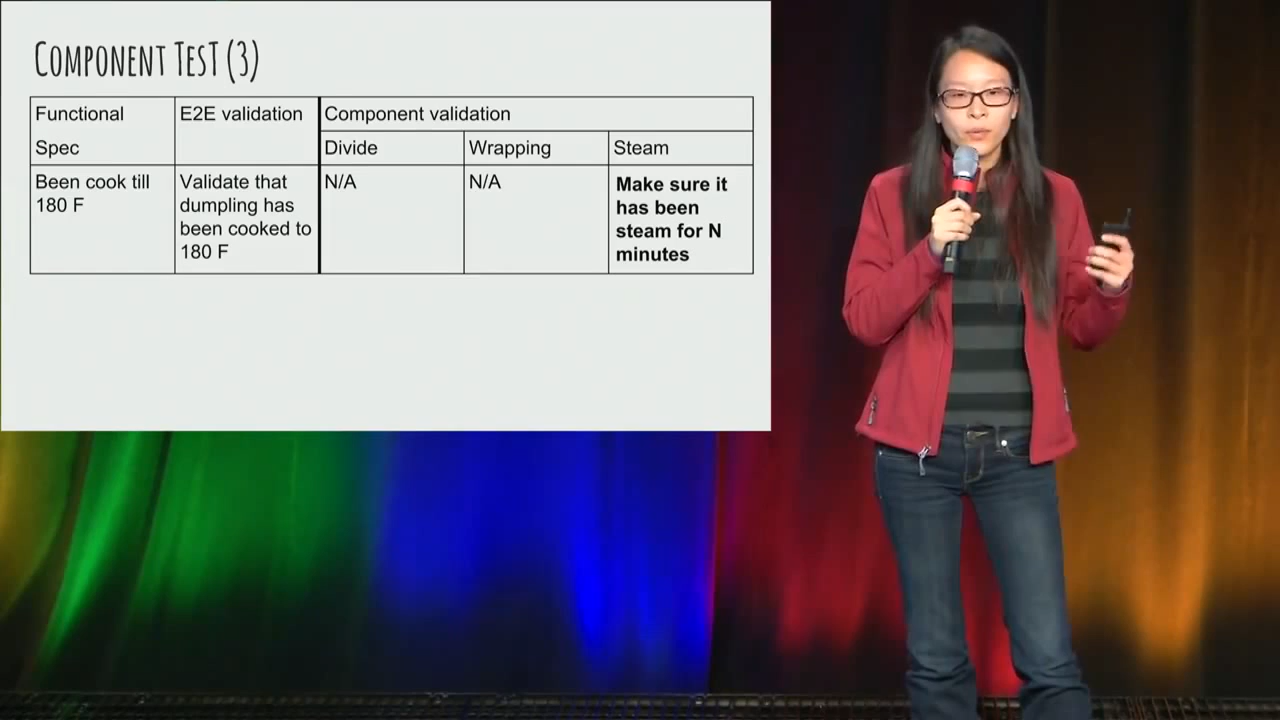 COMPONENT TEST (3)
Functional
Spec
E2E validation
Component validation
Divide
Wrapping
Steam
Been cook till
180 F
Validate that
dumpling has
been cooked to
180 F
N/A
N/A
Make sure it
has been
steam for N
minutes